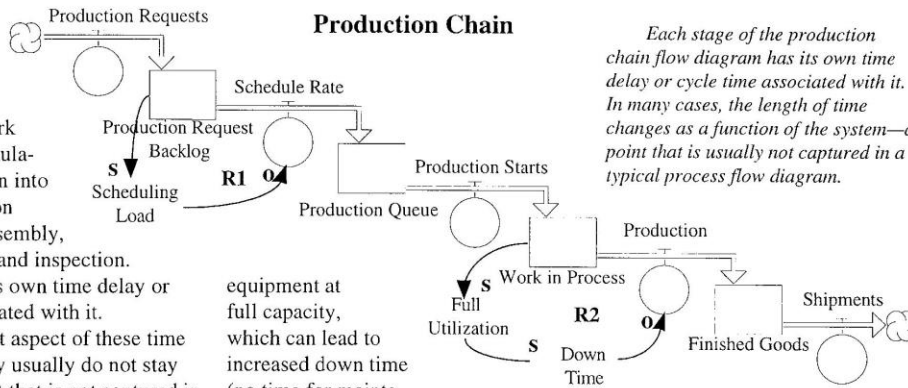 Production Chain
Production Requests
Each stage of the production
chain flow diagram has its own time
delay or cycle time associated with it.
In many cases, the length of time
changes as a function of the system—
point that is usually not captured in a
typical process flow diagram.
Schedule Rate
Production Request
Backlog
S
Scheduling
Load
R1
o
Production Queue
Production Starts
Work in Process
Production
S
Full
Utilization
R2
o
S
Down
Time
Finished Goods
Shipments
n into
on
sembly,
and inspection.
s own time delay or
ated with it.
t aspect of these time
y usually do not stay
equipment at
full capacity,
which can lead to
increased down time